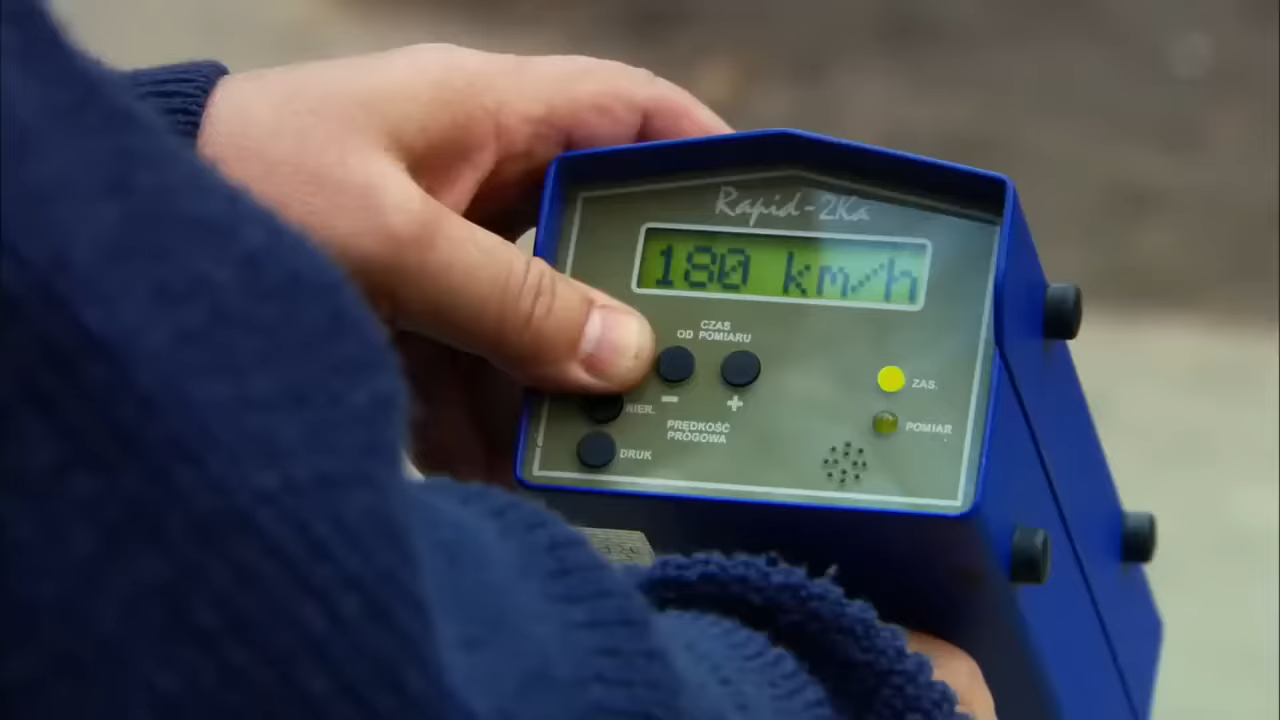 Rapid-2Ka
180 km/h
CZAS
OD POMIARU
ZAS.
-
+
KIER.
POMIAR
PRĘDKOŚĆ
PROGOWA
DRUK